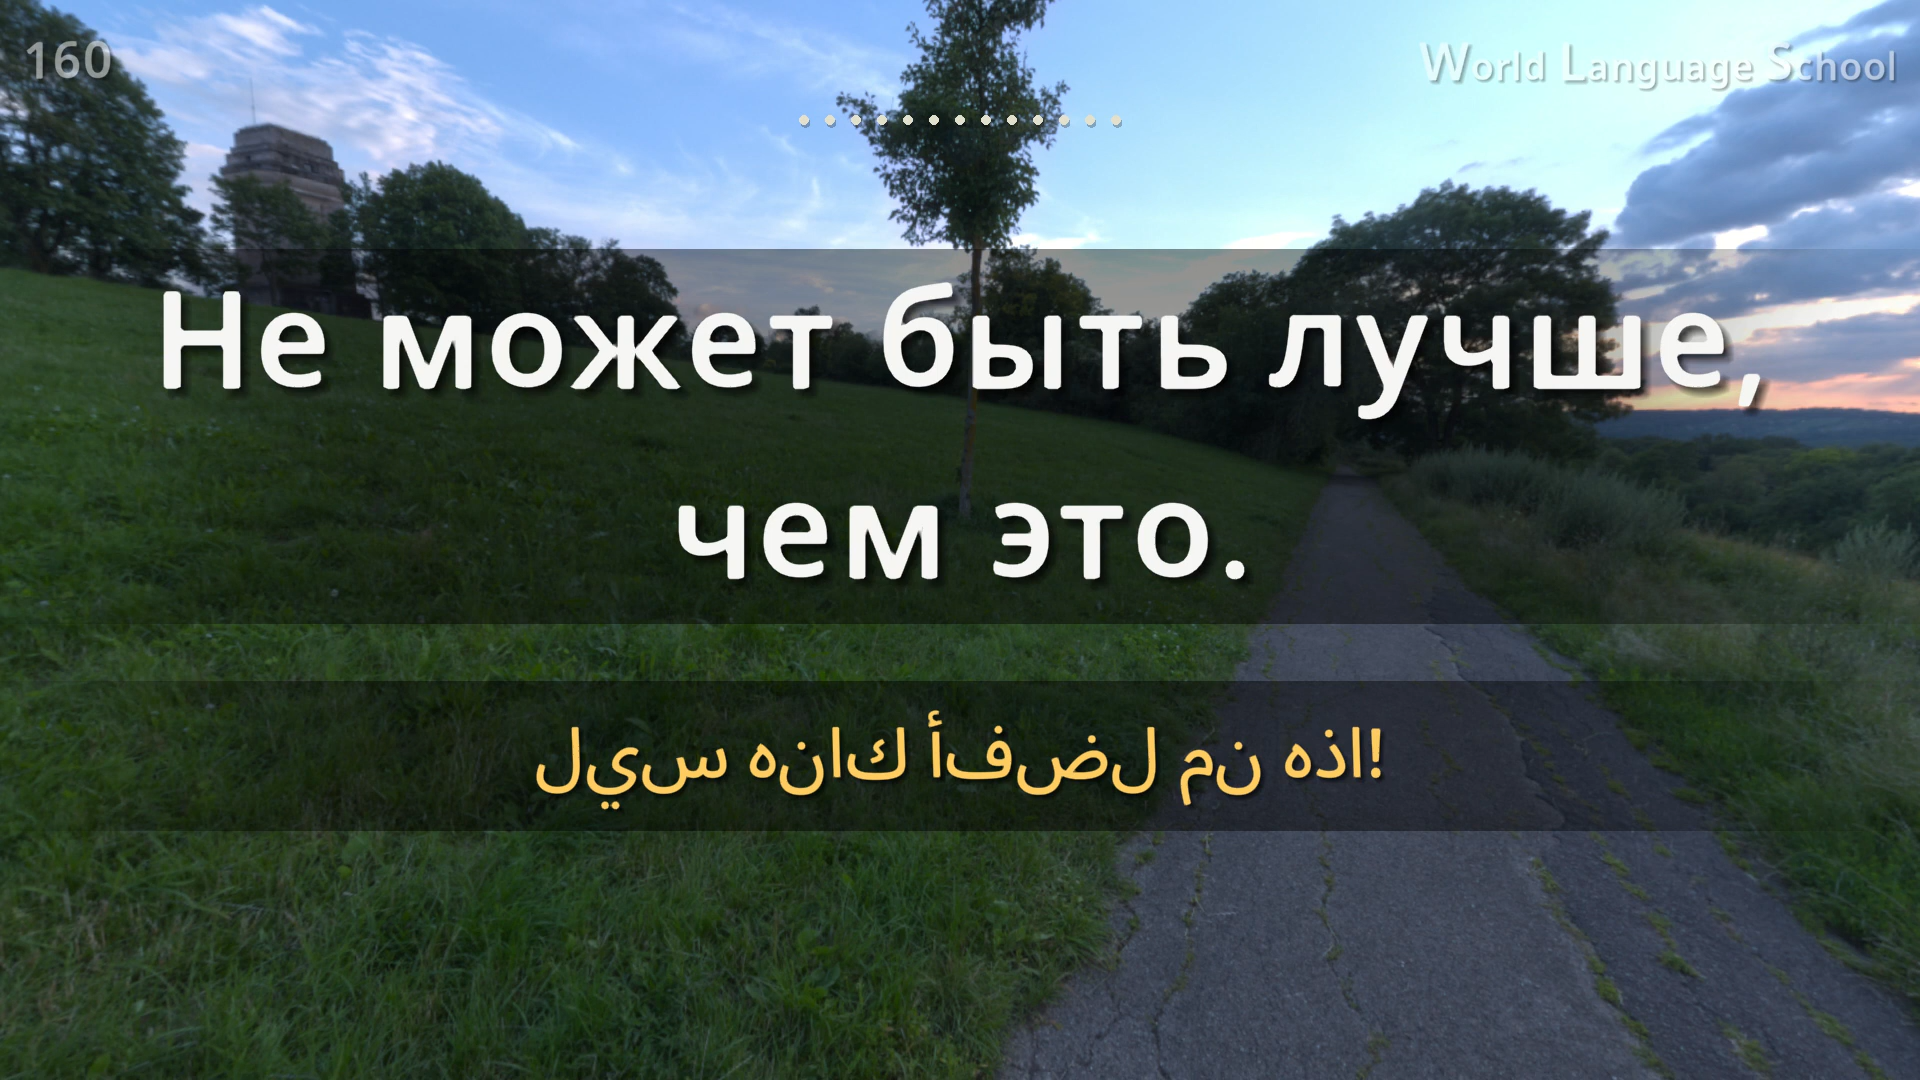 160
World Language School
Не может быть лучше,
чем это.
ليس هناك أفضل من هذا!